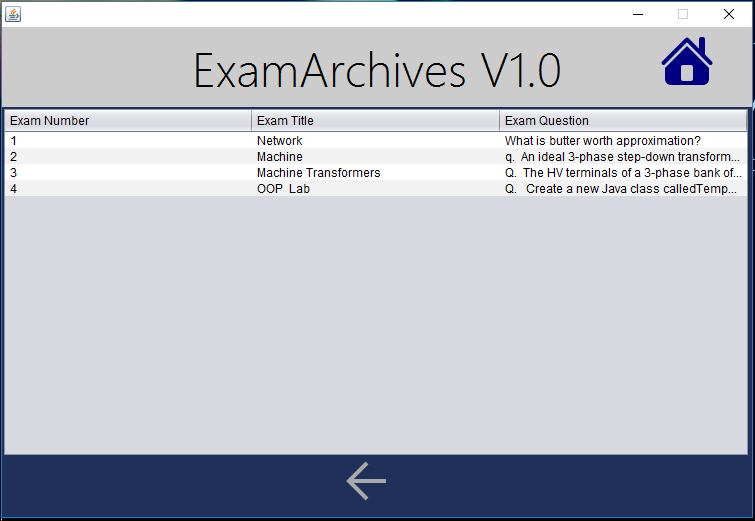 ExamArchives V1.0
Exam Number Exam Title Exam Question
1 Network What is butter worth approximation?
2 Machine q. An ideal 3-phase step-down transform...
3 Machine Transformers Q. The HV terminals of a 3-phase bank of...
4 OOP Lab Q. Create a new Java class calledTemp...